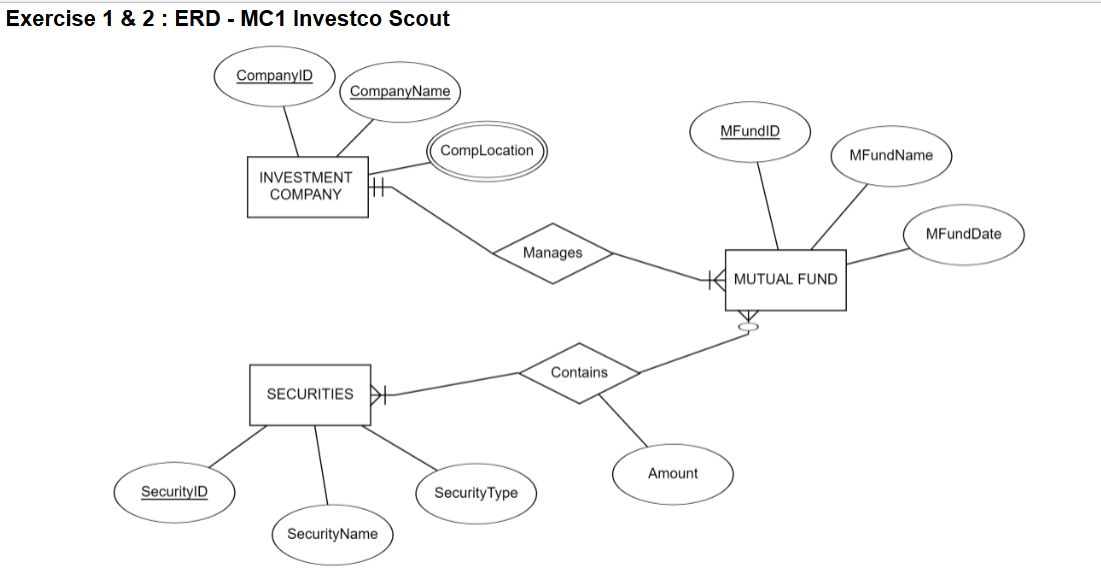 Exercise 1 & 2 : ERD - MC1 Investco Scout
CompanyID
CompanyName
CompLocation
INVESTMENT
COMPANY
MFundID
MFundName
MFundDate
Manages
MUTUAL FUND
Contains
SECURITIES
Amount
SecurityID
SecurityType
SecurityName